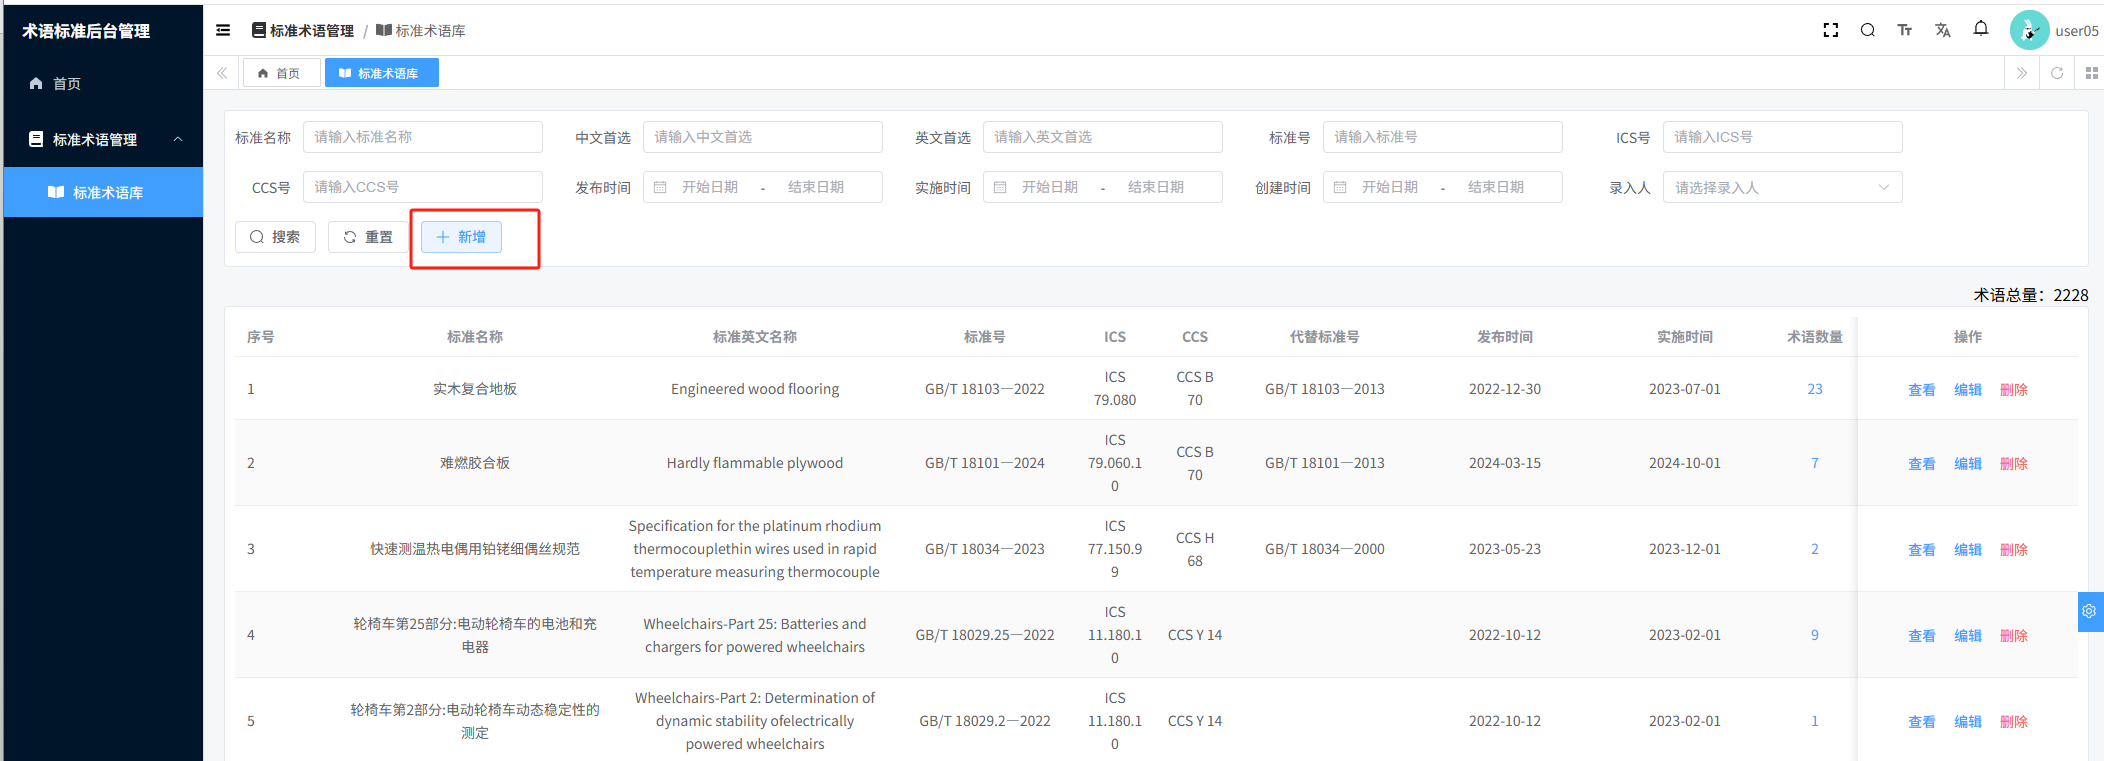 术语标准后台管理
标准术语管理 / 标准术语库
user05
首页
首页
标准术语库
标准术语管理
标准术语库
标准名称 请输入标准名称 中文首选 请输入中文首选 英文首选 请输入英文首选 标准号 请输入标准号 ICS号 请输入ICS号
CCS号 请输入CCS号 发布时间 开始日期 - 结束日期 实施时间 开始日期 - 结束日期 创建时间 开始日期 - 结束日期 录入人 请选择录入人
搜索 重置 新增
术语总量：2228
序号 标准名称 标准英文名称 标准号 ICS CCS 代替标准号 发布时间 实施时间 术语数量 操作
1 实木复合地板 Engineered wood flooring GB/T 18103—2022 ICS 79.080 CCS B 70 GB/T 18103—2013 2022-12-30 2023-07-01 23 查看 编辑 删除
2 难燃胶合板 Hardly flammable plywood GB/T 18101—2024 ICS 79.060.10 CCS B 70 GB/T 18101—2013 2024-03-15 2024-10-01 7 查看 编辑 删除
3 快速测温热电偶用铂铑细偶丝规范 Specification for the platinum rhodium thermocouplethin wires used in rapid temperature measuring thermocouple GB/T 18034—2023 ICS 77.150.99 CCS H 68 GB/T 18034—2000 2023-05-23 2023-12-01 2 查看 编辑 删除
4 轮椅车第25部分:电动轮椅车的电池和充电器 Wheelchairs-Part 25: Batteries and chargers for powered wheelchairs GB/T 18029.25—2022 ICS 11.180.10 CCS Y 14 2022-10-12 2023-02-01 9 查看 编辑 删除
5 轮椅车第2部分:电动轮椅车动态稳定性的测定 Wheelchairs-Part 2: Determination of dynamic stability ofelectrically powered wheelchairs GB/T 18029.2—2022 ICS 11.180.10 CCS Y 14 2022-10-12 2023-02-01 1 查看 编辑 删除